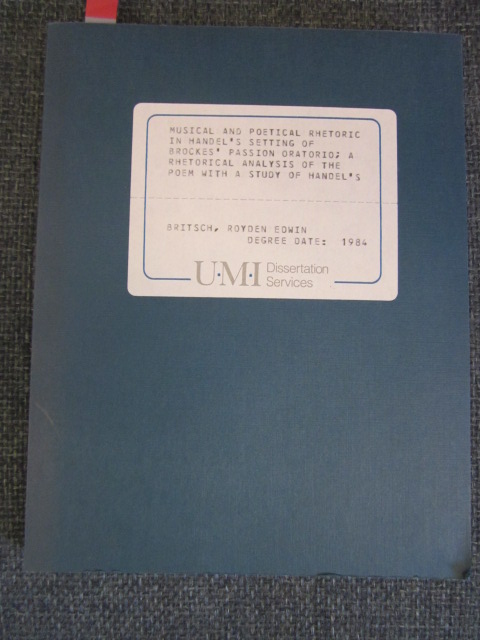 MUSICAL AND POETICAL RHETORIC
IN HANDEL'S SETTING OF
BROCKES' PASSION ORATORIO; A
RHETORICAL ANALYSIS OF THE
POEM WITH A STUDY OF HANDEL'S
BRITSCH, ROYDEN EDWIN
DEGREE DATE: 1984
U·M·I Dissertation
Services